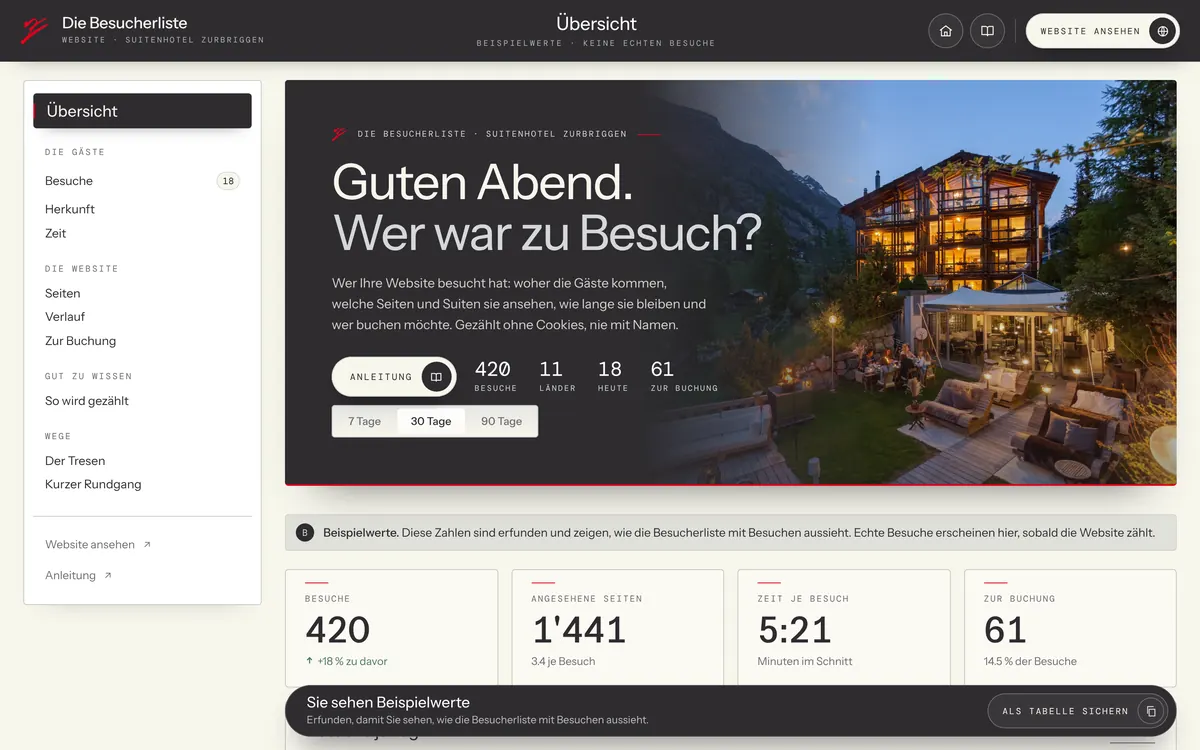 Die Besucherliste
WEBSITE · SUITENHOTEL ZURBRIGGEN
Übersicht
BEISPIELWERTE · KEINE ECHTEN BESUCHE
WEBSITE ANSEHEN
Übersicht
DIE GÄSTE
Besuche
18
Herkunft
Zeit
DIE WEBSITE
Seiten
Verlauf
Zur Buchung
GUT ZU WISSEN
So wird gezählt
WEGE
Der Tresen
Kurzer Rundgang
Website ansehen ↗
Anleitung ↗
DIE BESUCHERLISTE · SUITENHOTEL ZURBRIGGEN
Guten Abend.
Wer war zu Besuch?
Wer Ihre Website besucht hat: woher die Gäste kommen,
welche Seiten und Suiten sie ansehen, wie lange sie bleiben und
wer buchen möchte. Gezählt ohne Cookies, nie mit Namen.
ANLEITUNG
420
BESUCHE
11
LÄNDER
18
HEUTE
61
ZUR BUCHUNG
7 Tage
30 Tage
90 Tage
B
Beispielwerte. Diese Zahlen sind erfunden und zeigen, wie die Besucherliste mit Besuchen aussieht. Echte Besuche erscheinen hier, sobald die Website zählt.
BESUCHE
420
↑ +18 % zu davor
ANGESEHENE SEITEN
1'441
3.4 je Besuch
ZEIT JE BESUCH
5:21
Minuten im Schnitt
ZUR BUCHUNG
61
14.5 % der Besuche
Sie sehen Beispielwerte
Erfunden, damit Sie sehen, wie die Besucherliste mit Besuchen aussieht.
ALS TABELLE SICHERN